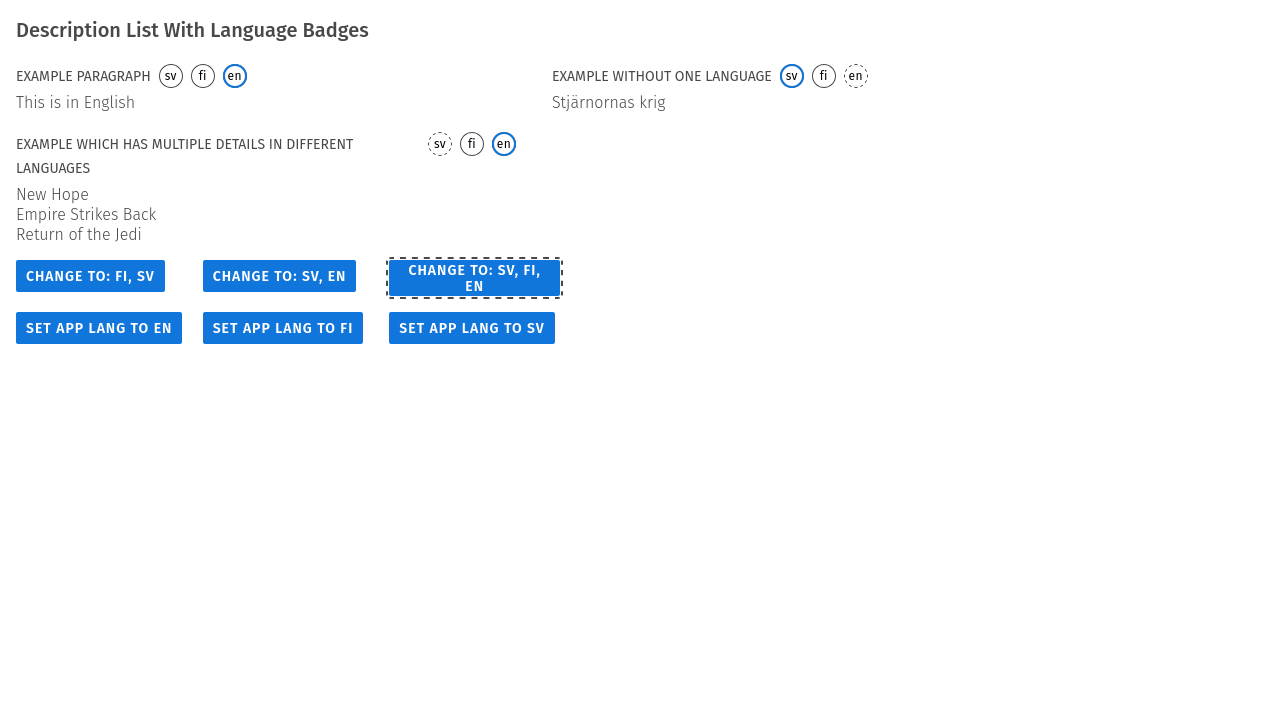 Description List With Language Badges
EXAMPLE PARAGRAPH sv fi en
This is in English
EXAMPLE WITHOUT ONE LANGUAGE sv fi en
Stjärnornas krig
EXAMPLE WHICH HAS MULTIPLE DETAILS IN DIFFERENT sv fi en
LANGUAGES
New Hope
Empire Strikes Back
Return of the Jedi
CHANGE TO: FI, SV
CHANGE TO: SV, EN
CHANGE TO: SV, FI,
EN
SET APP LANG TO EN
SET APP LANG TO FI
SET APP LANG TO SV